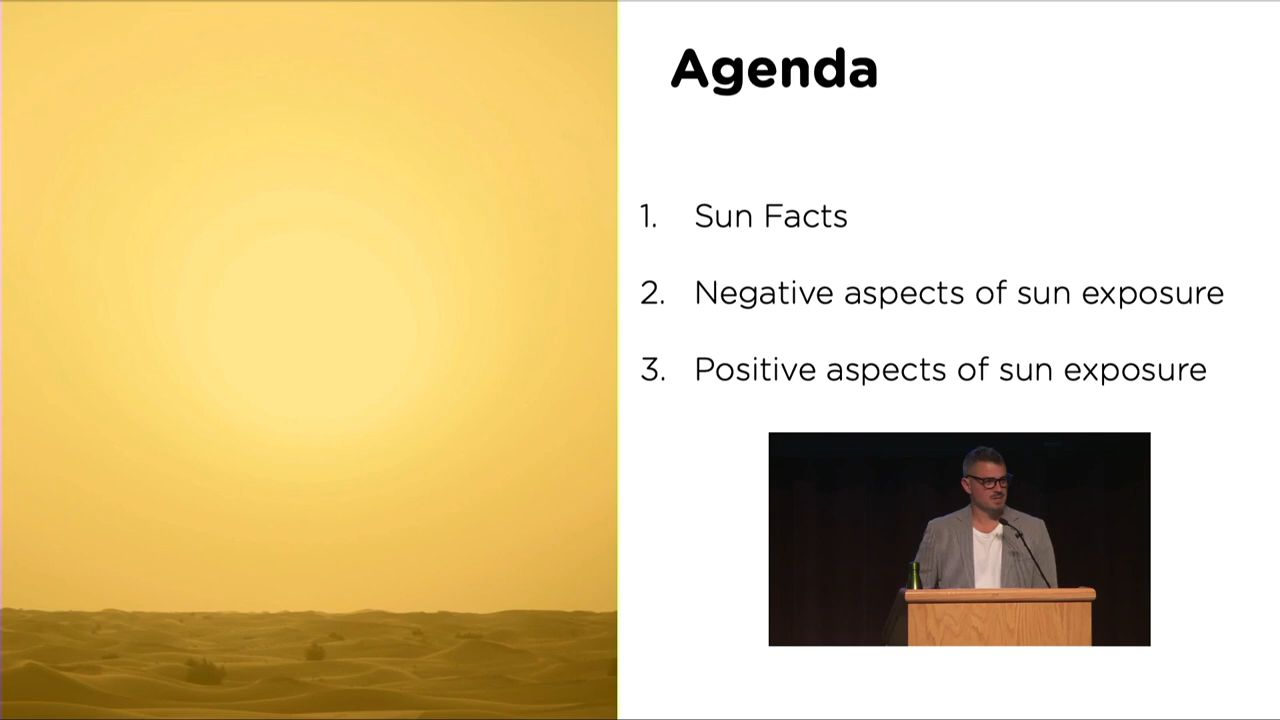 Agenda
1. Sun Facts
2. Negative aspects of sun exposure
3. Positive aspects of sun exposure